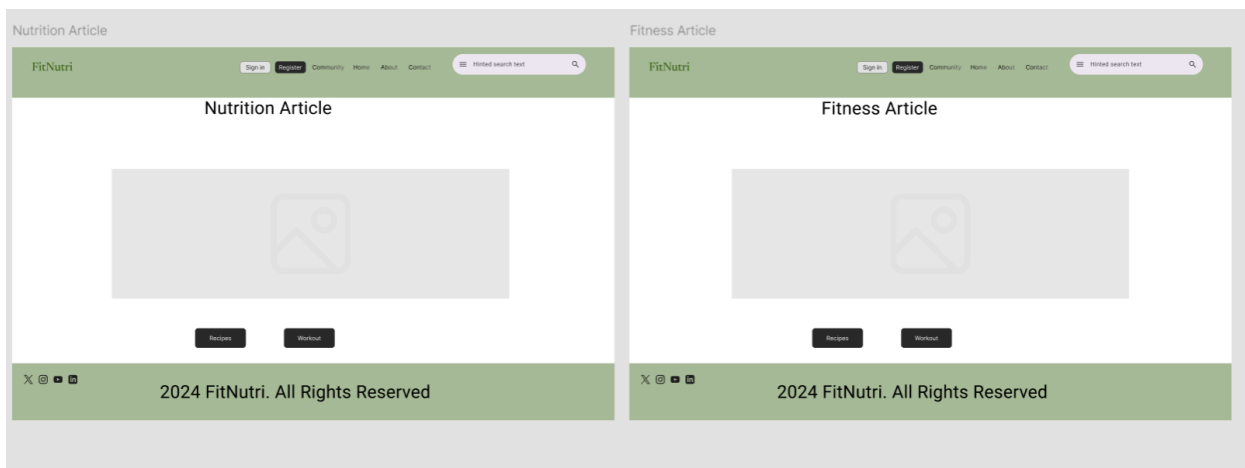 Nutrition Article
FitNutri
Sign in Register Community Home About Contact Hinted search text
Nutrition Article
Recipes Workout
2024 FitNutri. All Rights Reserved
Fitness Article
FitNutri
Sign in Register Community Home About Contact Hinted search text
Fitness Article
Recipes Workout
2024 FitNutri. All Rights Reserved